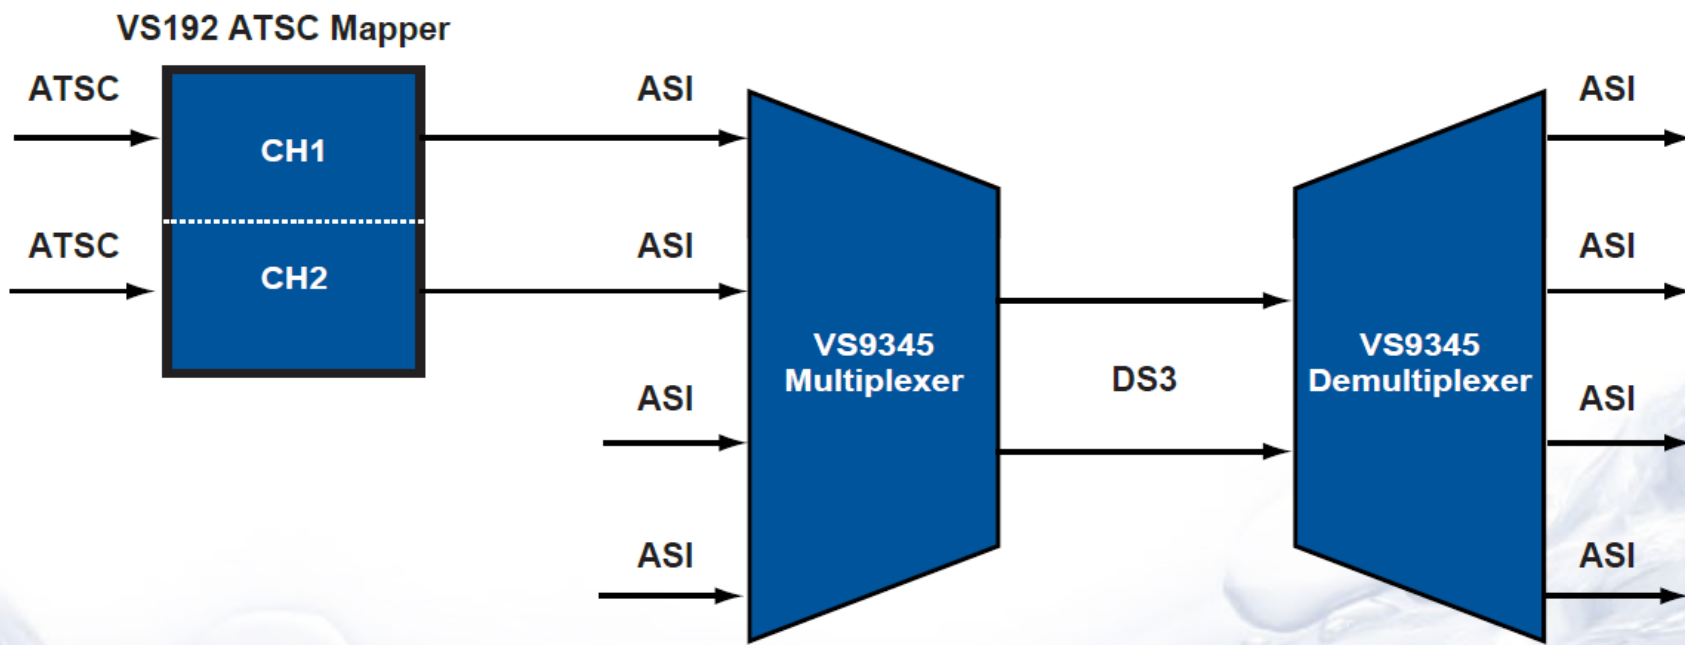 VS192 ATSC Mapper
ATSC
ASI
ASI
CH1
ATSC
ASI
ASI
CH2
VS9345
Multiplexer
DS3
VS9345
Demultiplexer
ASI
ASI
ASI
ASI